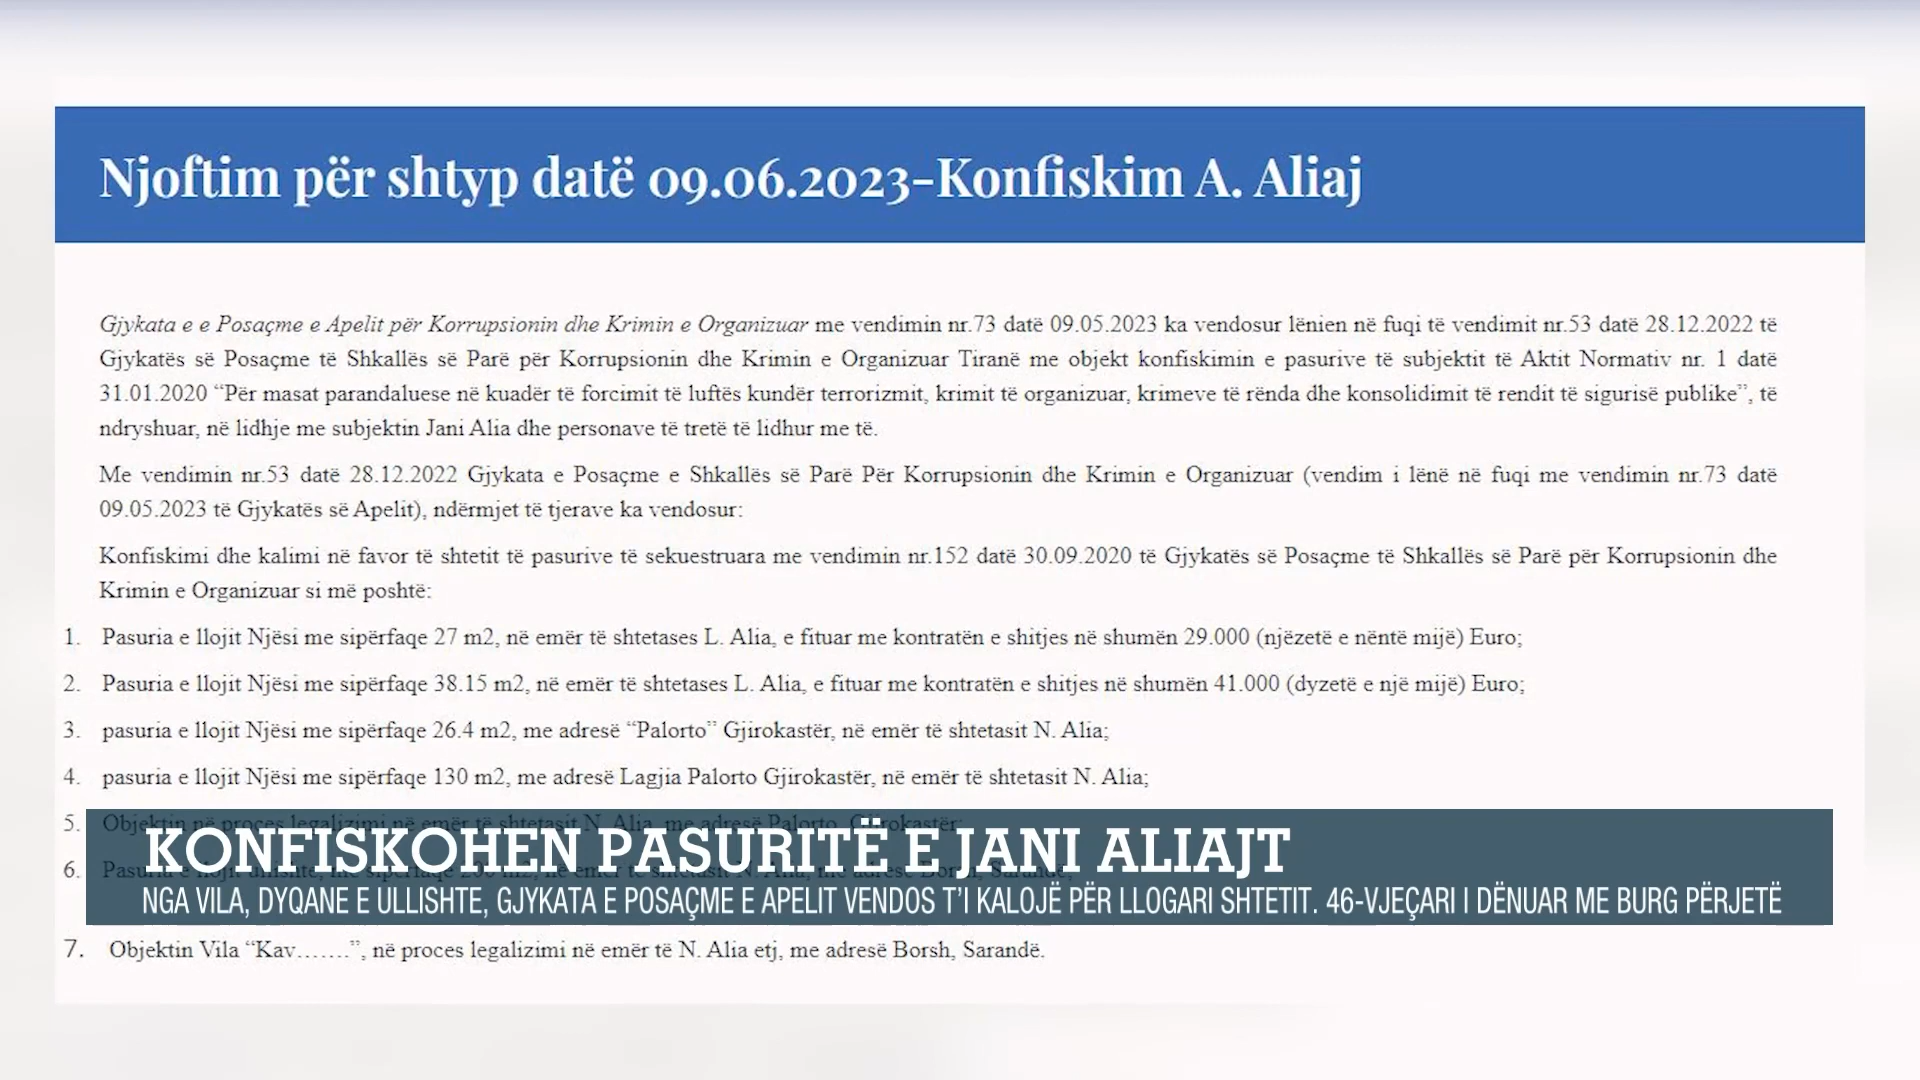 Njoftim për shtyp datë 09.06.2023-Konfiskim A. Aliaj
Gjykata e e Posaçme e Apelit për Korrupsionin dhe Krimin e Organizuar me vendimin nr.73 datë 09.05.2023 ka vendosur lënien në fuqi të vendimit nr.53 datë 28.12.2022 të
Gjykatës së Posaçme të Shkallës së Parë për Korrupsionin dhe Krimin e Organizuar Tiranë me objekt konfiskimin e pasurive të subjektit të Aktit Normativ nr. 1 datë
31.01.2020 “Për masat parandaluese në kuadër të forcimit të luftës kundër terrorizmit, krimit të organizuar, krimeve të rënda dhe konsolidimit të rendit të sigurisë publike”, të
ndryshuar, në lidhje me subjektin Jani Alia dhe personave të tretë të lidhur me të.
Me vendimin nr.53 datë 28.12.2022 Gjykata e Posaçme e Shkallës së Parë Për Korrupsionin dhe Krimin e Organizuar (vendim i lënë në fuqi me vendimin nr.73 datë
09.05.2023 të Gjykatës së Apelit), ndërmjet të tjerave ka vendosur:
Konfiskimi dhe kalimi në favor të shtetit të pasurive të sekuestruara me vendimin nr.152 datë 30.09.2020 të Gjykatës së Posaçme të Shkallës së Parë për Korrupsionin dhe
Krimin e Organizuar si më poshtë:
1. Pasuria e llojit Njësi me sipërfaqe 27 m2, në emër të shtetases L. Alia, e fituar me kontratën e shitjes në shumën 29.000 (njëzetë e nëntë mijë) Euro;
2. Pasuria e llojit Njësi me sipërfaqe 38.15 m2, në emër të shtetases L. Alia, e fituar me kontratën e shitjes në shumën 41.000 (dyzetë e një mijë) Euro;
3. pasuria e llojit Njësi me sipërfaqe 26.4 m2, me adresë “Palorto” Gjirokastër, në emër të shtetasit N. Alia;
4. pasuria e llojit Njësi me sipërfaqe 130 m2, me adresë Lagjia Palorto Gjirokastër, në emër të shtetasit N. Alia;
5. Objektin në proces legalizimi në emër të shtetasit N. Alia, me adresë Palorto, Gjirokastër;
KONFISKOHEN PASURITË E JANI ALIAJT
6.
NGA VILA, DYQANE E ULLISHTE, GJYKATA E POSAÇME E APELIT VENDOS T’I KALOJË PËR LLOGARI SHTETIT. 46-VJEÇARI I DËNUAR ME BURG PËRJETË
7. Objektin Vila “Kav…….”, në proces legalizimi në emër të N. Alia etj, me adresë Borsh, Sarandë.